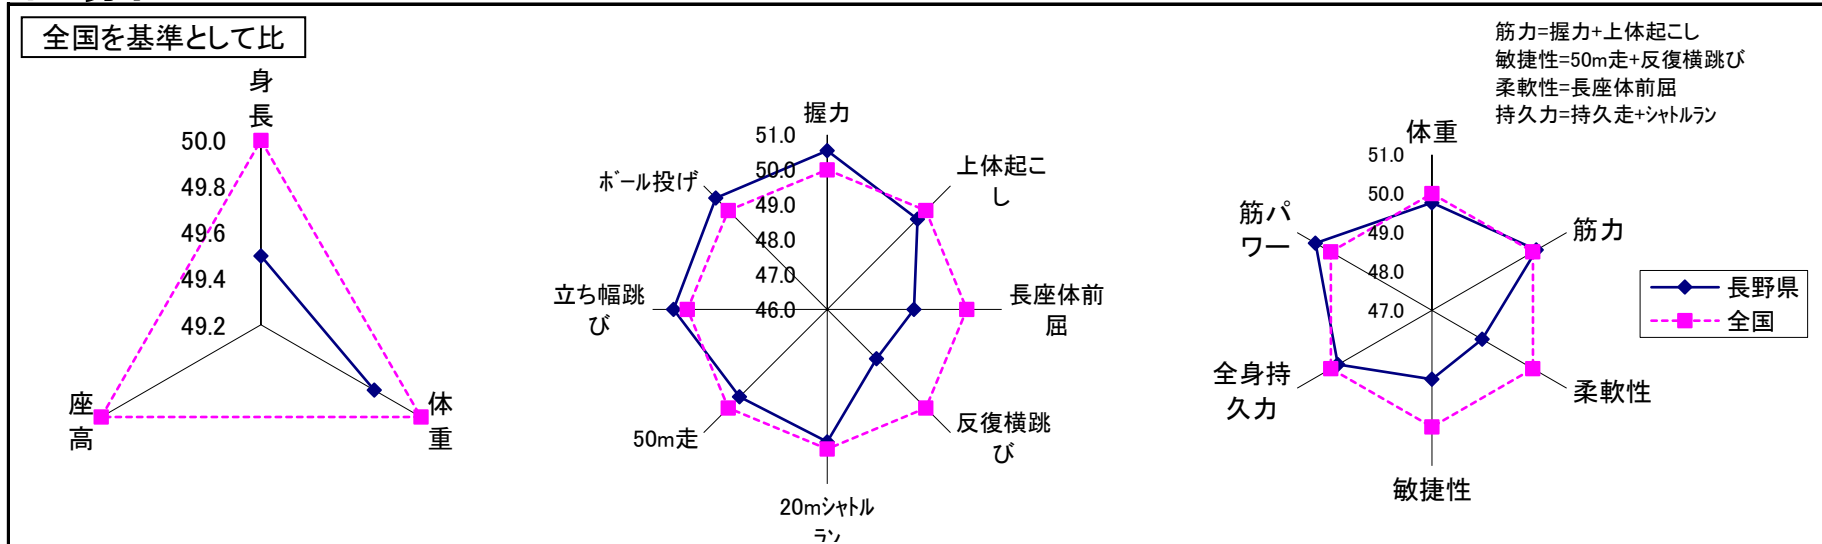 全国を基準として比
身
長
50.0
49.8
49.6
49.4
49.2
座
高
体
重
握力
51.0
50.0
49.0
48.0
47.0
46.0
上体起こ
し
長座体前
屈
反復横跳
び
20mシャトル
ラン
50m走
立ち幅跳
び
ボール投げ
筋力=握力+上体起こし
敏捷性=50m走+反復横跳び
柔軟性=長座体前屈
持久力=持久走+シャトルラン
体重
51.0
50.0
49.0
48.0
47.0
筋力
柔軟性
敏捷性
全身持
久力
筋パ
ワー
長野県
全国